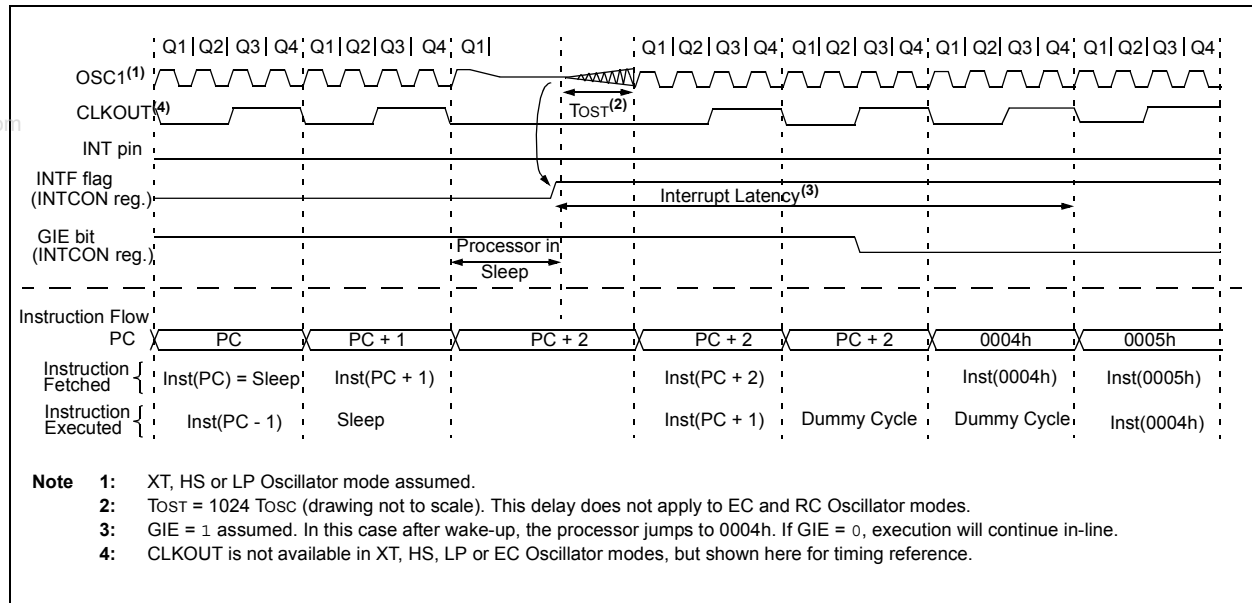 Q1| Q2| Q3| Q4 Q1| Q2| Q3| Q4 Q1| Q1| Q2| Q3| Q4 Q1| Q2| Q3| Q4 Q1| Q2| Q3| Q4 Q1| Q2| Q3| Q4
OSC1(1)
TOST(2)
CLKOUT(4)
om
INT pin
INTF flag
(INTCON reg.)
Interrupt Latency(3)
GIE bit
(INTCON reg.)
Processor in
Sleep
Instruction Flow
PC PC PC + 1 PC + 2 PC + 2 PC + 2 0004h 0005h
Instruction
Fetched { Inst(PC) = Sleep Inst(PC + 1) Inst(PC + 2) Inst(0004h) Inst(0005h)
Instruction
Executed { Inst(PC - 1) Sleep Inst(PC + 1) Dummy Cycle Dummy Cycle Inst(0004h)
Note 1: XT, HS or LP Oscillator mode assumed.
2: TOST = 1024 TOSC (drawing not to scale). This delay does not apply to EC and RC Oscillator modes.
3: GIE = 1 assumed. In this case after wake-up, the processor jumps to 0004h. If GIE = 0, execution will continue in-line.
4: CLKOUT is not available in XT, HS, LP or EC Oscillator modes, but shown here for timing reference.